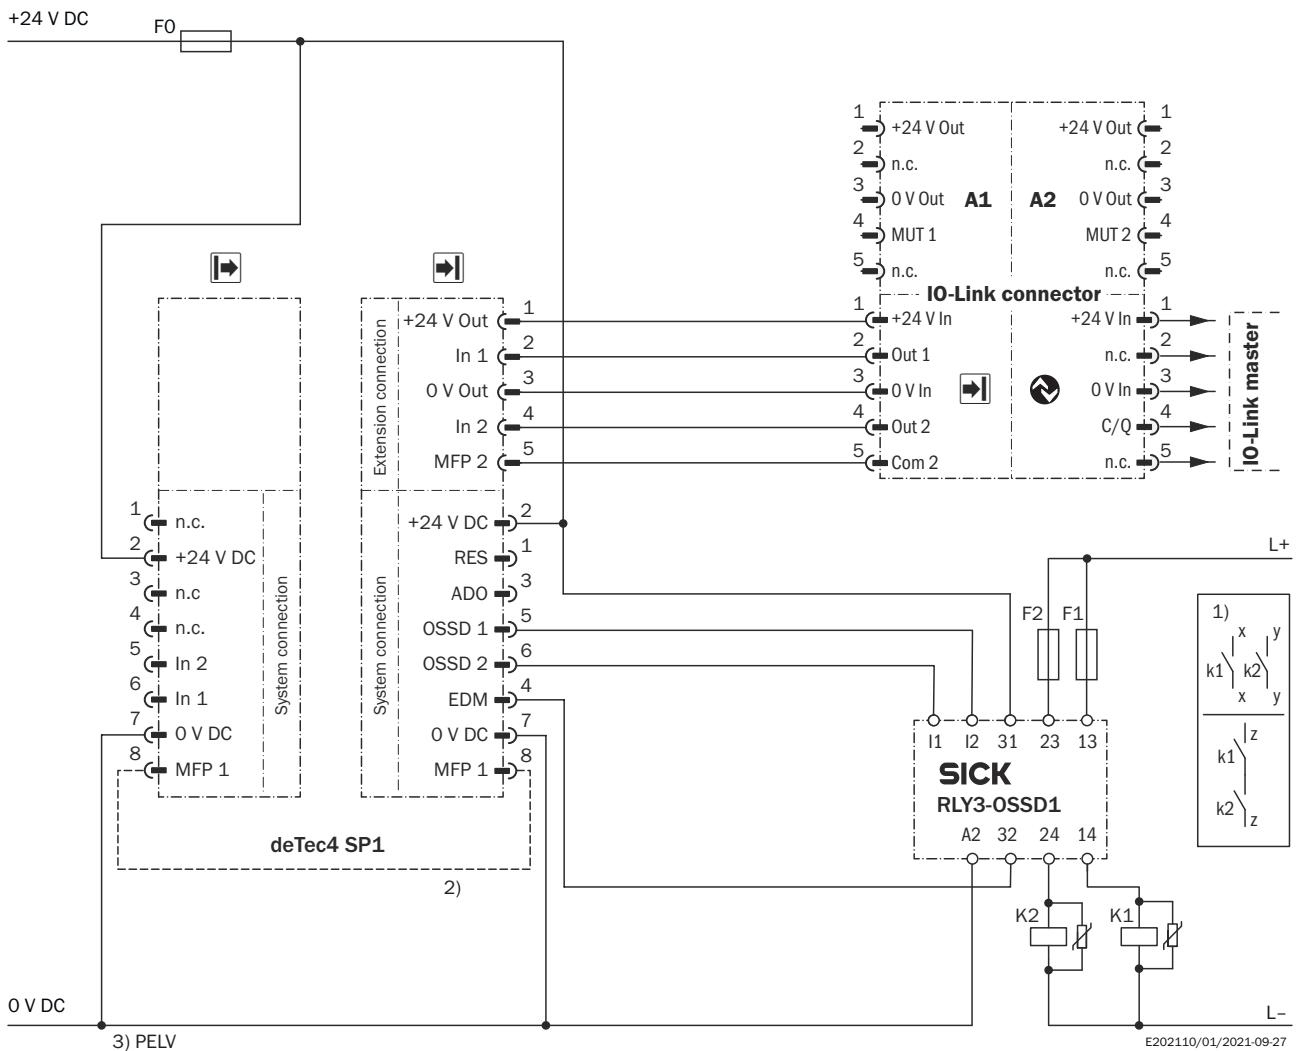 +24 V DC
F0
1 +24 V Out
2 n.c.
3 0 V Out
4 MUT 1
5 n.c.
A1
A2
+24 V Out 1
n.c. 2
0 V Out 3
MUT 2 4
n.c. 5
IO-Link connector
1 +24 V In
2 Out 1
3 0 V In
4 Out 2
5 Com 2
+24 V In 1
n.c. 2
0 V In 3
C/Q 4
n.c. 5
IO-Link master
Extension connection
+24 V Out 1
In 1 2
0 V Out 3
In 2 4
MFP 2 5
1 n.c.
2 +24 V DC
3 n.c
4 n.c.
5 In 2
6 In 1
7 0 V DC
8 MFP 1
System connection
System connection
+24 V DC 2
RES 1
ADO 3
OSSD 1 5
OSSD 2 6
EDM 4
0 V DC 7
MFP 1 8
deTec4 SP1
2)
L+
F2 F1
I1 I2 31 23 13
SICK
RLY3-OSSD1
A2 32 24 14
K2 K1
1)
x y
k1 k2
x y
z
k1
k2
z
0 V DC
3) PELV
L–
E202110/01/2021-09-27